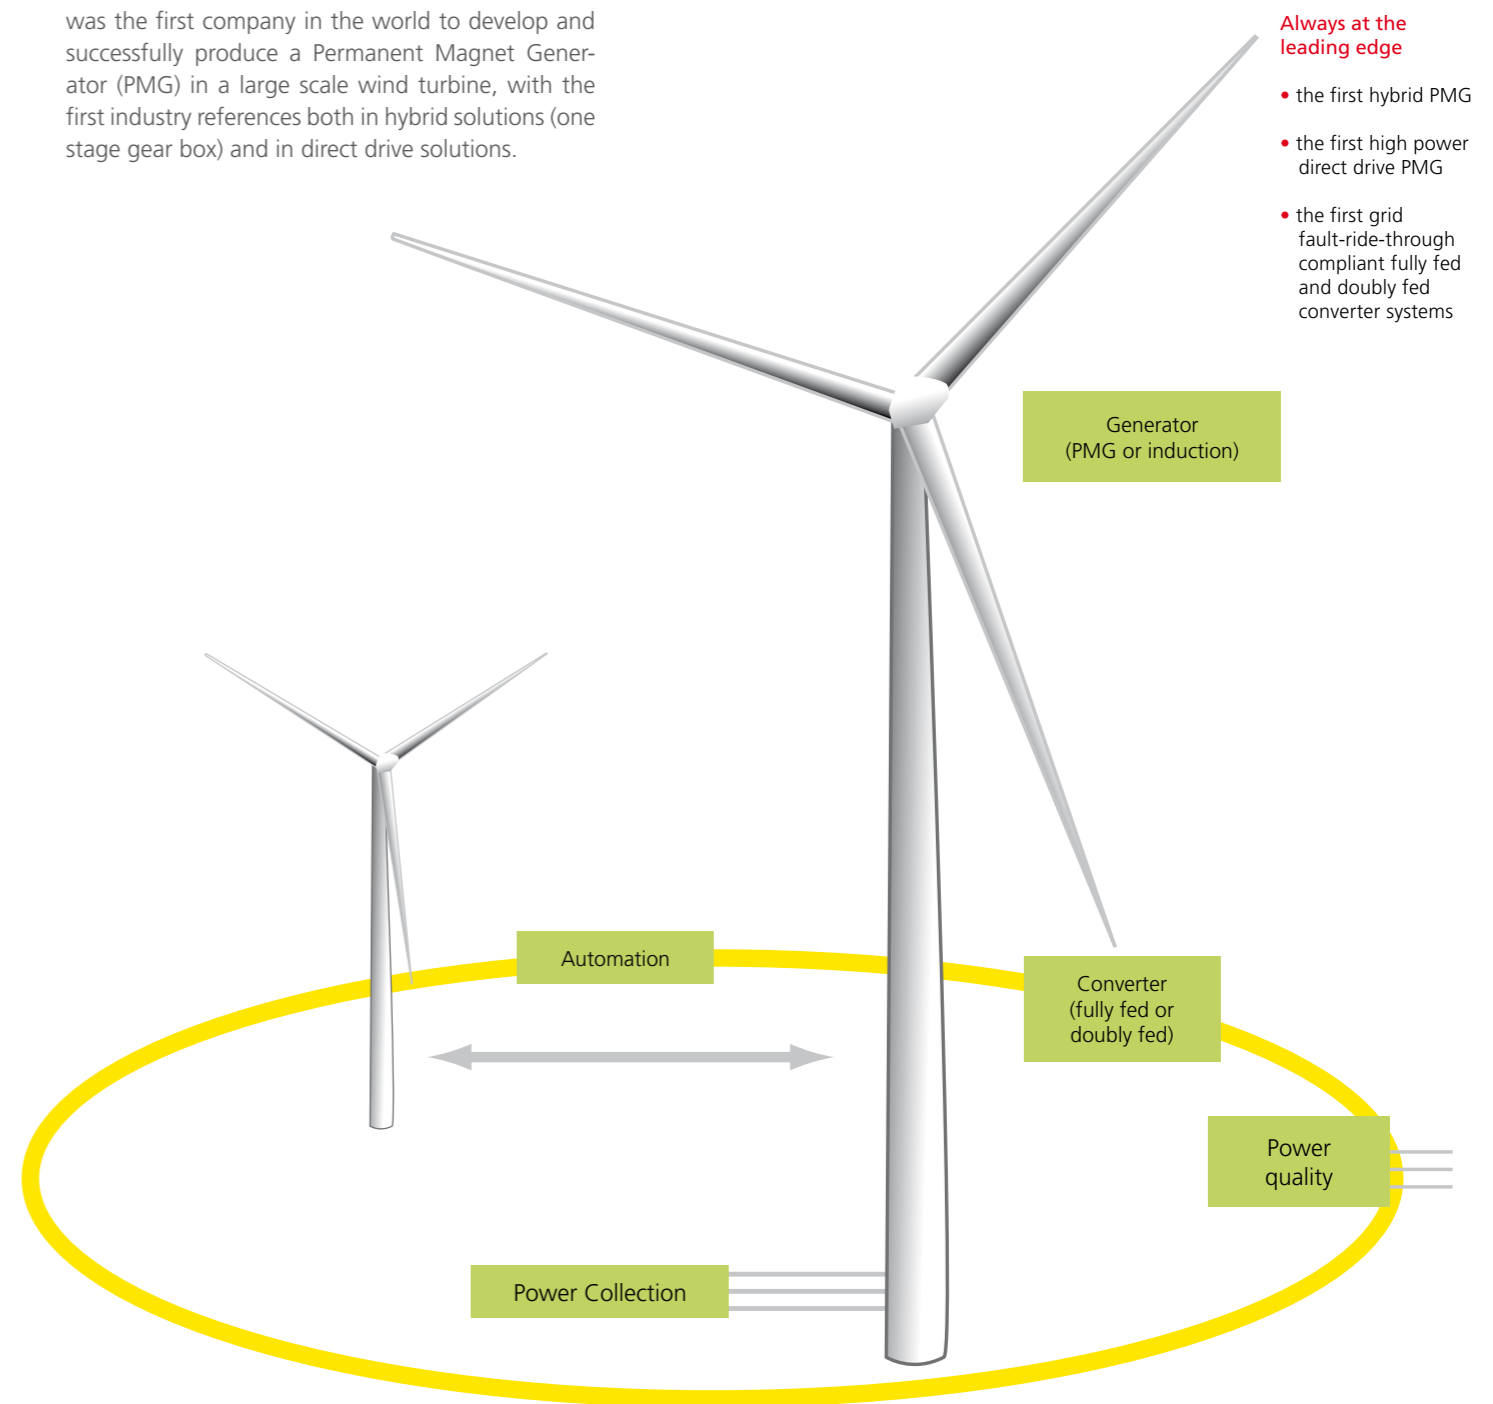 was the first company in the world to develop and
successfully produce a Permanent Magnet Gener-
ator (PMG) in a large scale wind turbine, with the
first industry references both in hybrid solutions (one
stage gear box) and in direct drive solutions.
Always at the
leading edge
• the first hybrid PMG
• the first high power
direct drive PMG
• the first grid
fault-ride-through
compliant fully fed
and doubly fed
converter systems
Generator
(PMG or induction)
Automation
Converter
(fully fed or
doubly fed)
Power
quality
Power Collection